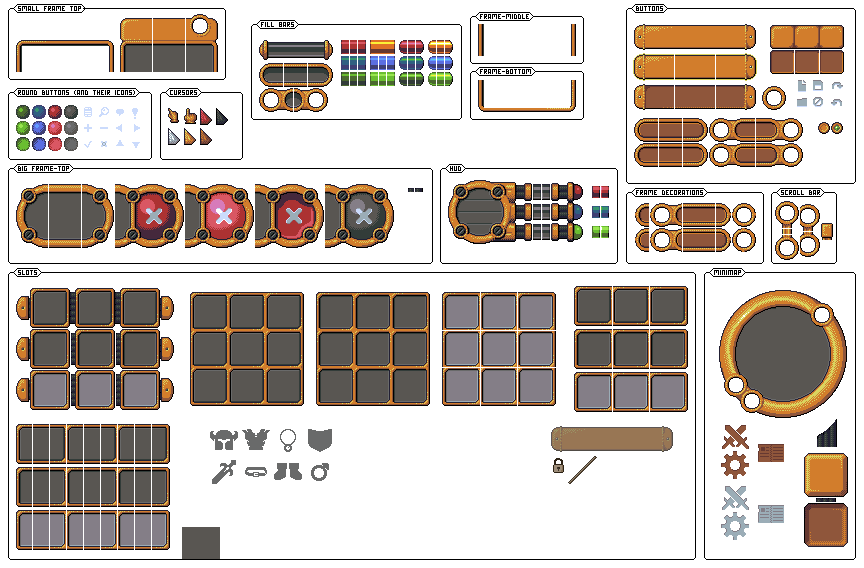 SMALL FRAME TOP
FILL BARS
FRAME-MIDDLE
BUTTONS
FRAME-BOTTOM
ROUND BUTTONS (AND THEIR ICONS)
CURSORS
BIG FRAME-TOP
HUD
FRAME DECORATIONS
SCROLL BAR
SLOTS
MINIMAP